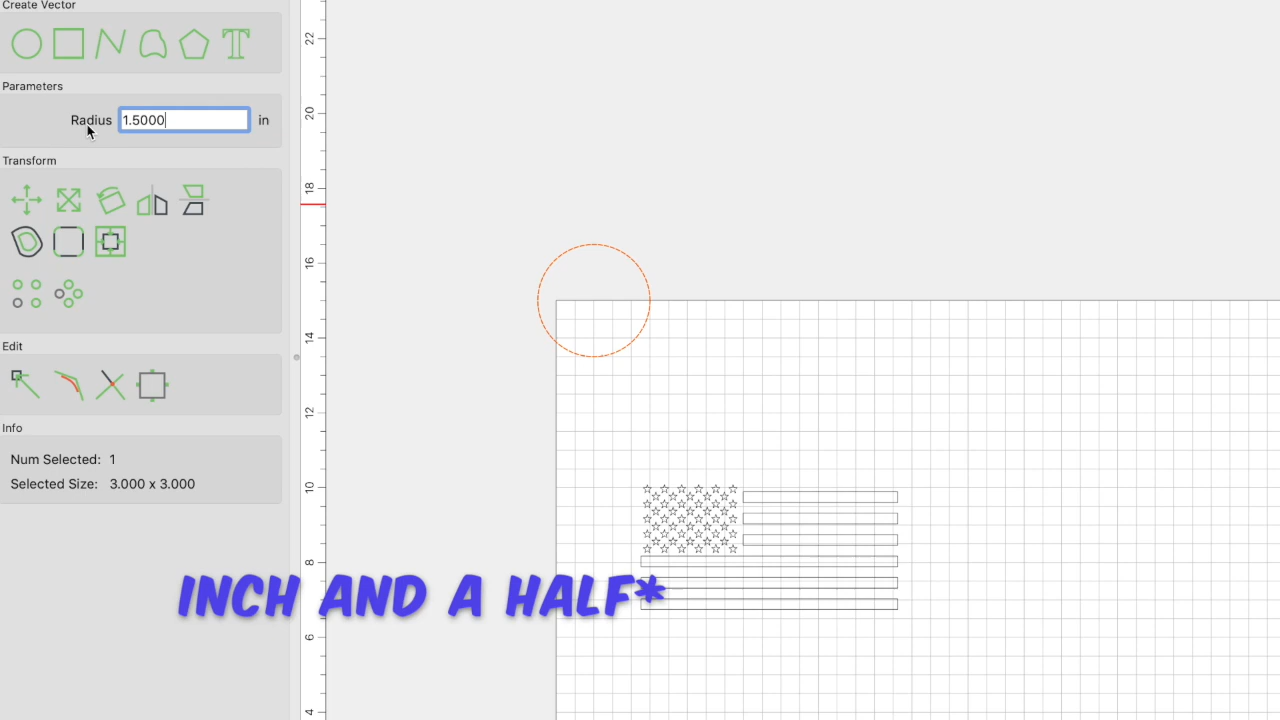 Create Vector
Parameters
Radius 1.5000 in
Transform
Edit
Info
Num Selected: 1
Selected Size: 3.000 x 3.000
22
20
18
16
14
12
10
8
6
4
INCH AND A HALF*